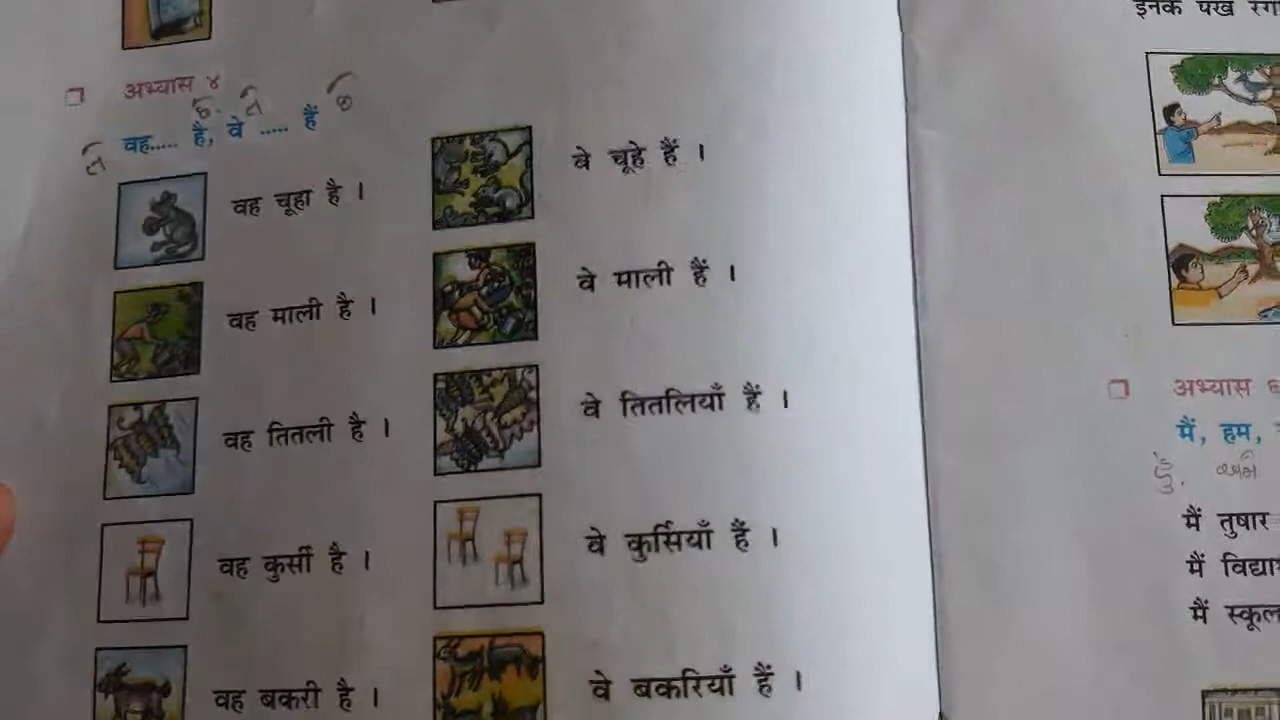 अभ्यास ४
वह..... है, वे ..... हैं
वह चूहा है ।
वे चूहे हैं ।
वह माली है ।
वे माली हैं ।
वह तितली है ।
वे तितलियाँ हैं ।
वह कुर्सी है ।
वे कुर्सियाँ हैं ।
वह बकरी है ।
वे बकरियाँ हैं ।
इनके पंख
अभ्यास
मैं, हम,
मैं तुषार
मैं
मैं